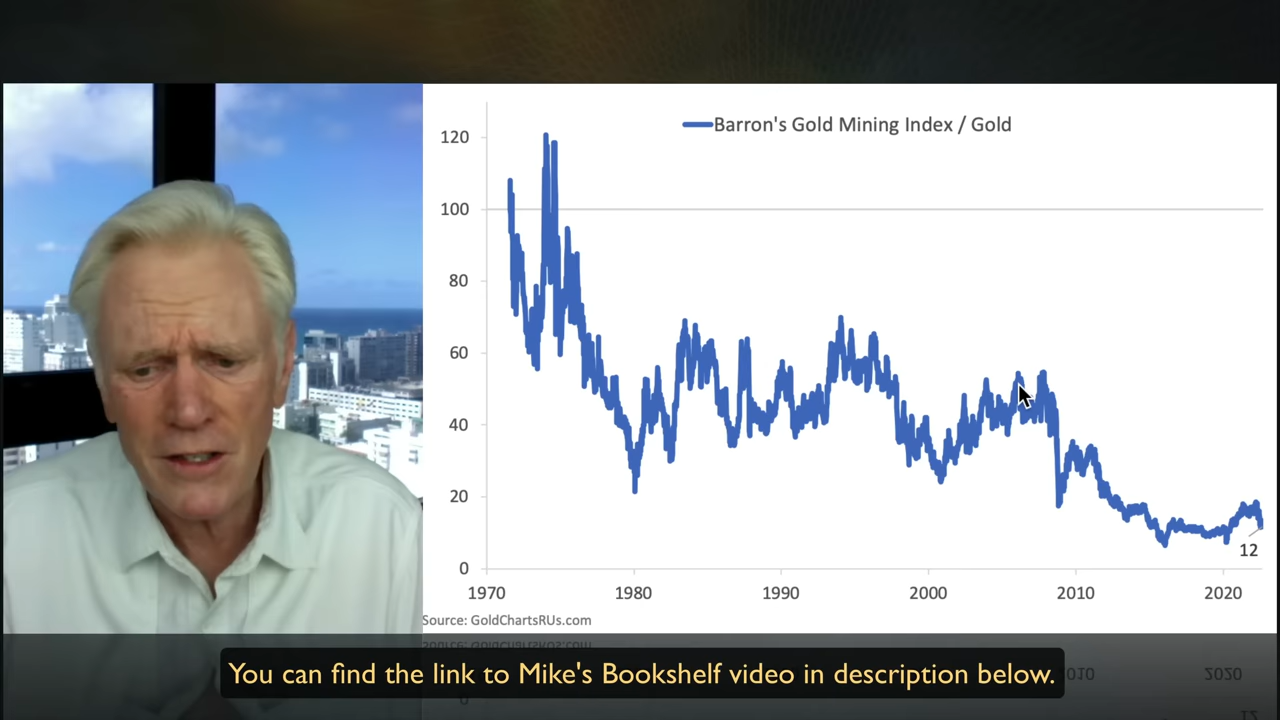 Barron's Gold Mining Index / Gold
120
100
80
60
40
20
0
12
1970 1980 1990 2000 2010 2020
Source: GoldChartsRUs.com
You can find the link to Mike's Bookshelf video in description below.